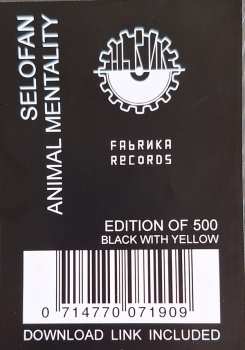 SELOFAN
ANIMAL MENTALITY
FABRIKA
RECORDS
EDITION OF 500
BLACK WITH YELLOW
0 714770 071909
DOWNLOAD LINK INCLUDED